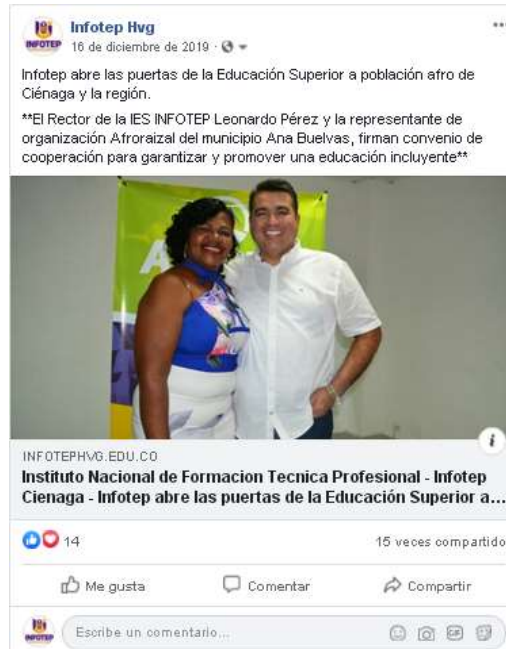 Infotep Hvg
INFOTEP
16 de diciembre de 2019 ·
Infotep abre las puertas de la Educación Superior a población afro de
Ciénaga y la región.
**El Rector de la IES INFOTEP Leonardo Pérez y la representante de
organización Afroraizal del municipio Ana Buelvas, firman convenio de
cooperación para garantizar y promover una educación incluyente**
A
INFOTEPHVG.EDU.CO
Instituto Nacional de Formacion Tecnica Profesional - Infotep
Cienaga - Infotep abre las puertas de la Educación Superior a...
14
15 veces compartido
Me gusta
Comentar
Compartir
INFOTEP
Escribe un comentario...
GIF